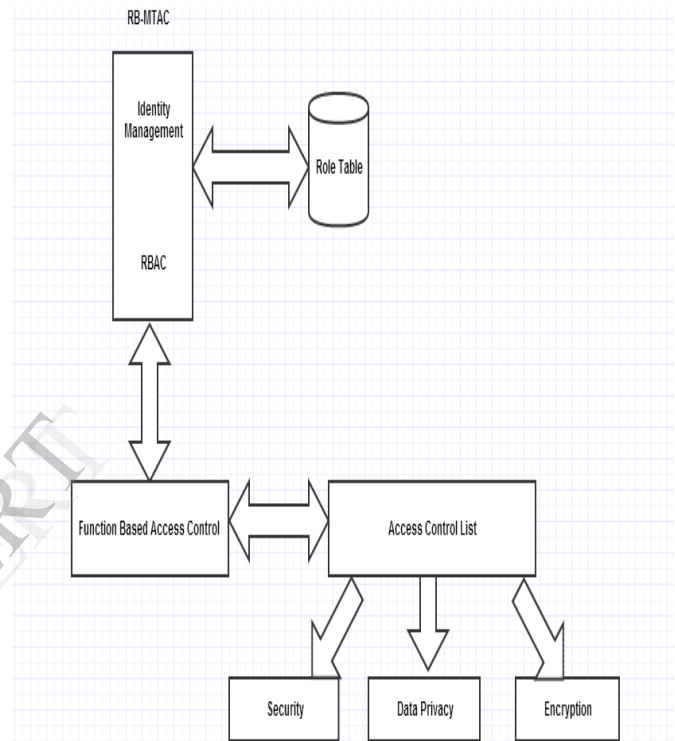 RB-MTAC
Identity
Management
Role Table
RBAC
Function Based Access Control
Access Control List
Security
Data Privacy
Encryption